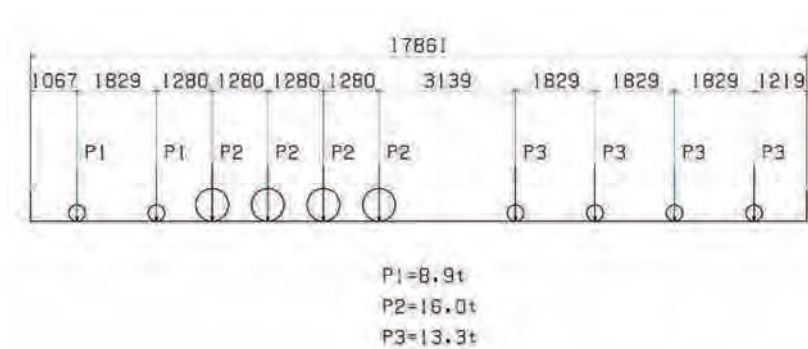 17861
1067 1829 1280 1280 1280 1280 3139 1829 1829 1829 1219
P1 P1 P2 P2 P2 P2 P3 P3 P3 P3
P1=8.9t
P2=16.0t
P3=13.3t